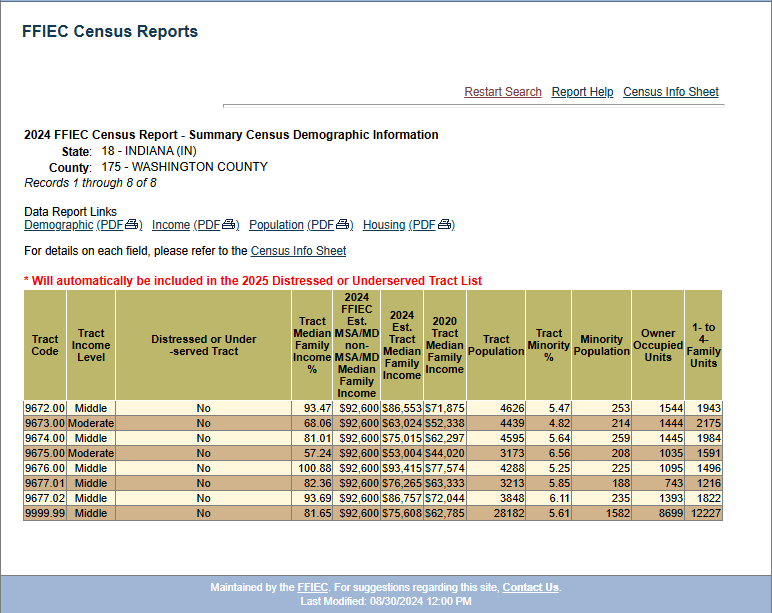 FFIEC Census Reports
Restart Search Report Help Census Info Sheet
2024 FFIEC Census Report - Summary Census Demographic Information
State: 18 - INDIANA (IN)
County: 175 - WASHINGTON COUNTY
Records 1 through 8 of 8
Data Report Links
Demographic (PDF) Income (PDF) Population (PDF) Housing (PDF)
For details on each field, please refer to the Census Info Sheet
* Will automatically be included in the 2025 Distressed or Underserved Tract List
Tract Code | Tract Income Level | Distressed or Under -served Tract | Tract Median Family Income % | 2024 FFIEC Est. MSA/MD non-MSA/MD Median Family Income | 2024 Est. Tract Median Family Income | 2020 Tract Median Family Income | Tract Population | Tract Minority % | Minority Population | Owner Occupied Units | 1- to 4- Family Units
9672.00 Middle No 93.47 $92,600 $86,553 $71,875 4626 5.47 253 1544 1943
9673.00 Moderate No 68.06 $92,600 $63,024 $52,338 4439 4.82 214 1444 2175
9674.00 Middle No 81.01 $92,600 $75,015 $62,297 4595 5.64 259 1445 1984
9675.00 Moderate No 57.24 $92,600 $53,004 $44,020 3173 6.56 208 1035 1591
9676.00 Middle No 100.88 $92,600 $93,415 $77,574 4288 5.25 225 1095 1496
9677.01 Middle No 82.36 $92,600 $76,265 $63,333 3213 5.85 188 743 1216
9677.02 Middle No 93.69 $92,600 $86,757 $72,044 3848 6.11 235 1393 1822
9999.99 Middle No 81.65 $92,600 $75,608 $62,785 28182 5.61 1582 8699 12227
Maintained by the FFIEC. For suggestions regarding this site, Contact Us.
Last Modified: 08/30/2024 12:00 PM